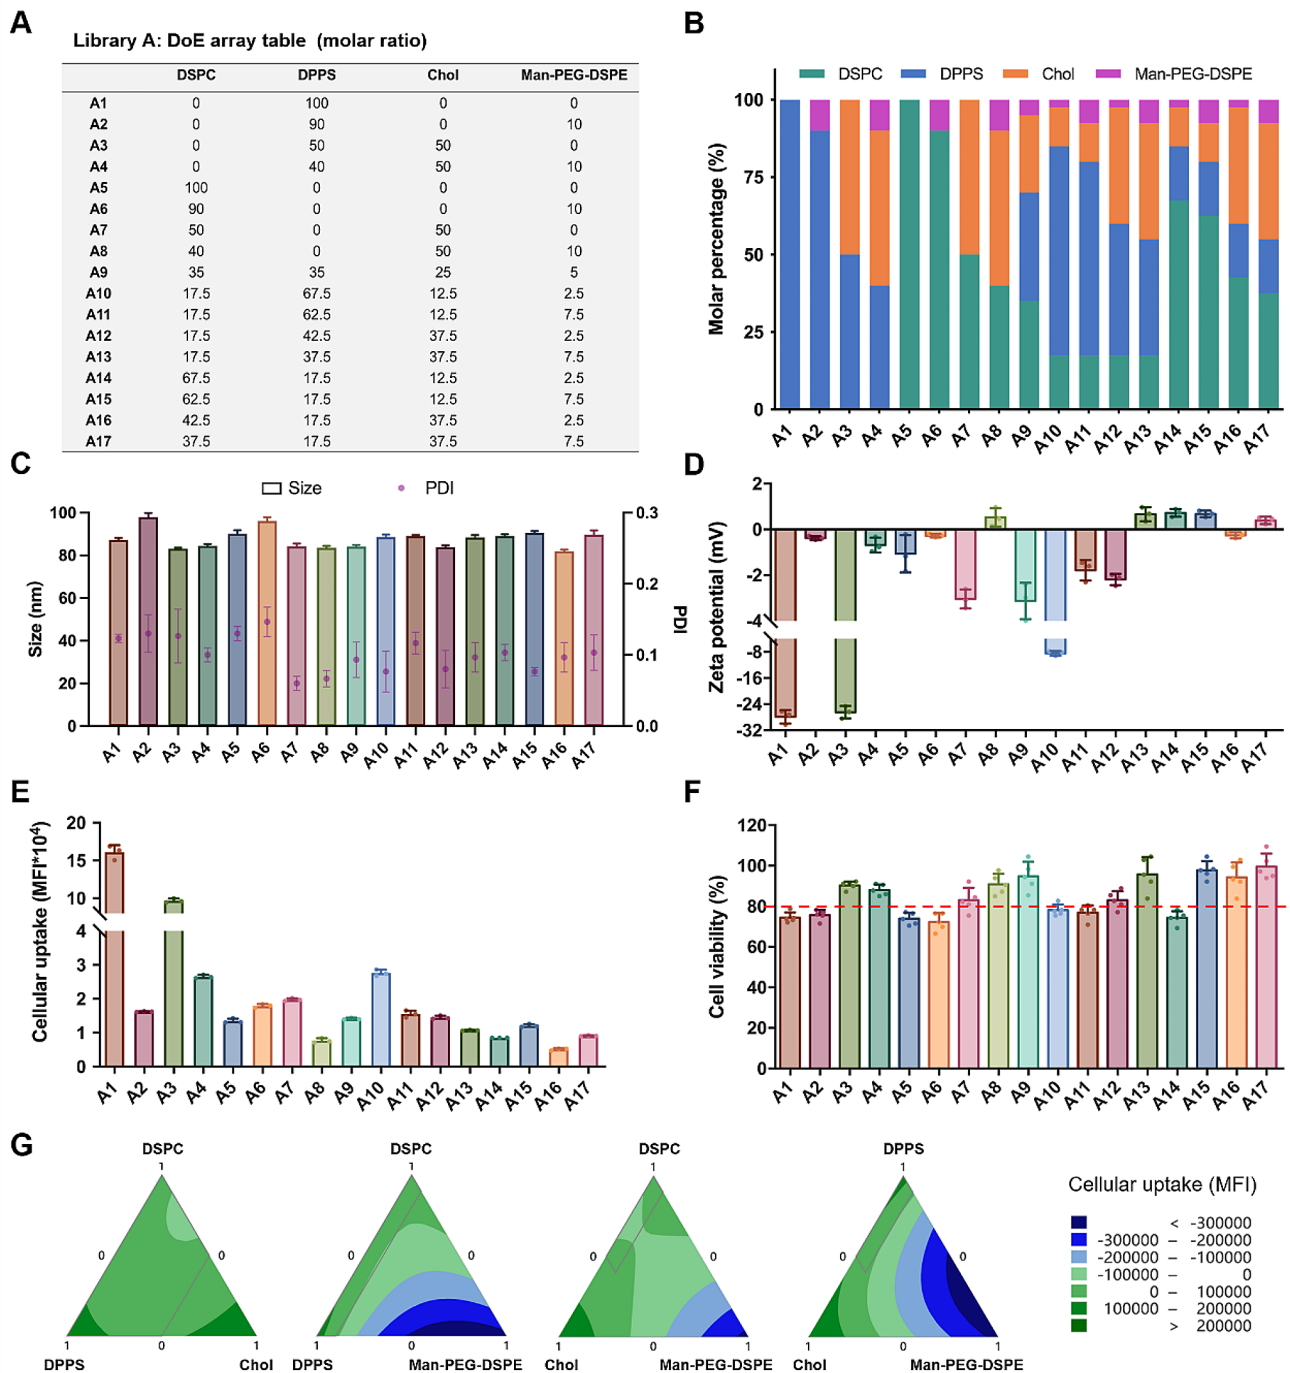 A
Library A: DoE array table (molar ratio)
DSPC DPPS Chol Man-PEG-DSPE
A1 0 100 0 0
A2 0 90 0 10
A3 0 50 50 0
A4 0 40 50 10
A5 100 0 0 0
A6 90 0 0 10
A7 50 0 50 0
A8 40 0 50 10
A9 35 35 25 5
A10 17.5 67.5 12.5 2.5
A11 17.5 62.5 12.5 7.5
A12 17.5 42.5 37.5 2.5
A13 17.5 37.5 37.5 7.5
A14 67.5 17.5 12.5 2.5
A15 62.5 17.5 12.5 7.5
A16 42.5 17.5 37.5 2.5
A17 37.5 17.5 37.5 7.5
B
DSPC DPPS Chol Man-PEG-DSPE
Molar percentage (%)
100
75
50
25
0
A1 A2 A3 A4 A5 A6 A7 A8 A9 A10 A11 A12 A13 A14 A15 A16 A17
C
Size PDI
Size (nm)
100
80
60
40
20
0
0.3
0.2
0.1
0.0
PDI
A1 A2 A3 A4 A5 A6 A7 A8 A9 A10 A11 A12 A13 A14 A15 A16 A17
D
Zeta potential (mV)
2
0
-2
-4
-8
-16
-24
-32
A1 A2 A3 A4 A5 A6 A7 A8 A9 A10 A11 A12 A13 A14 A15 A16 A17
E
Cellular uptake (MFI*10⁴)
20
15
10
4
3
2
1
0
A1 A2 A3 A4 A5 A6 A7 A8 A9 A10 A11 A12 A13 A14 A15 A16 A17
F
Cell viability (%)
120
100
80
60
40
20
0
A1 A2 A3 A4 A5 A6 A7 A8 A9 A10 A11 A12 A13 A14 A15 A16 A17
G
DSPC
1
0 0
1 0 1
DPPS Chol
DSPC
1
0 0
1 0 1
DPPS Man-PEG-DSPE
DSPC
1
0 0
1 0 1
Chol Man-PEG-DSPE
DPPS
1
0 0
1 0 1
Chol Man-PEG-DSPE
Cellular uptake (MFI)
< -300000
-300000 – -200000
-200000 – -100000
-100000 – 0
0 – 100000
100000 – 200000
> 200000